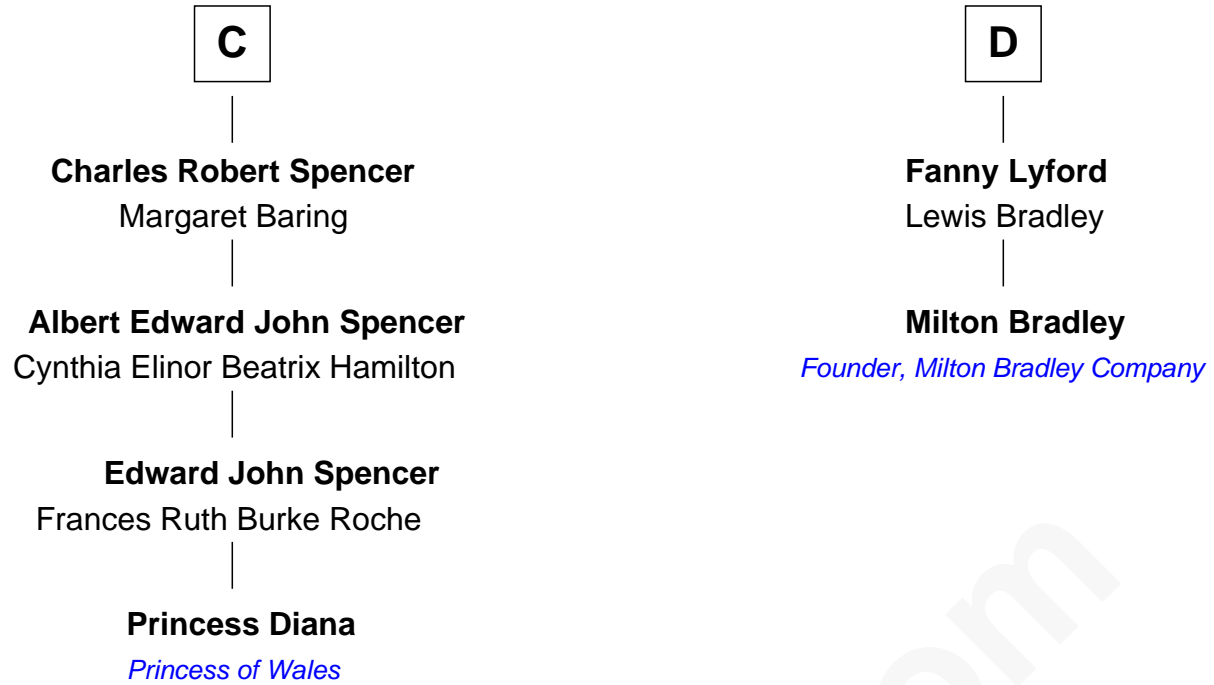 C
Charles Robert Spencer
Margaret Baring
Albert Edward John Spencer
Cynthia Elinor Beatrix Hamilton
Edward John Spencer
Frances Ruth Burke Roche
Princess Diana
Princess of Wales
D
Fanny Lyford
Lewis Bradley
Milton Bradley
Founder, Milton Bradley Company
om